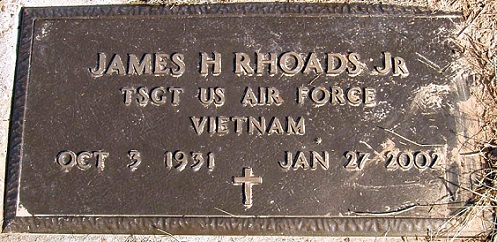 JAMES H RHOADS JR
TSGT US AIR FORCE
VIETNAM
OCT 3 1931 JAN 27 2002